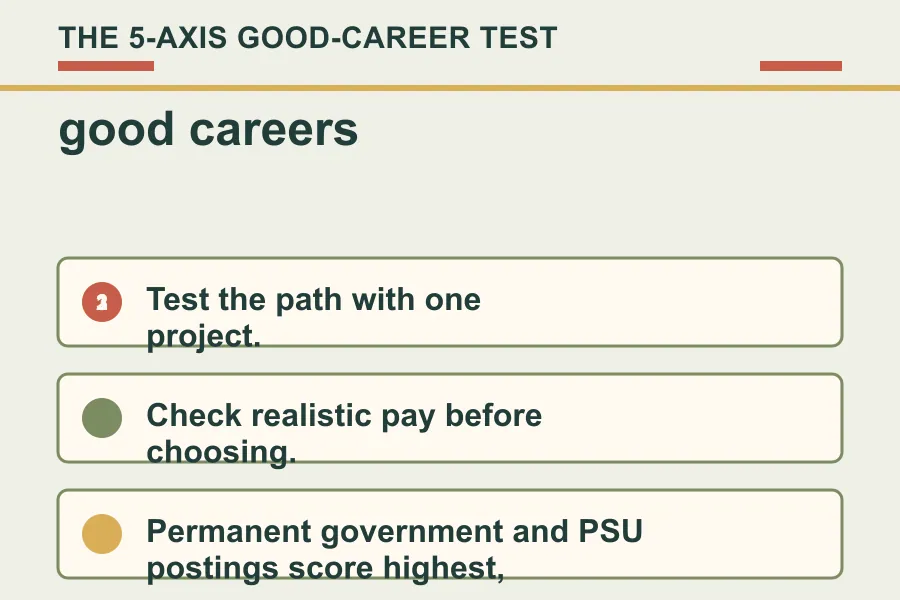 THE 5-AXIS GOOD-CAREER TEST
good careers
Test the path with one
project.
Check realistic pay before
choosing.
Permanent government and PSU
postings score highest,